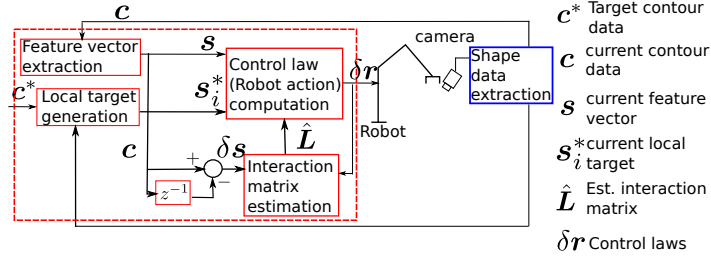 c
Feature vector
extraction
s
Control law
(Robot action)
computation
δr
camera
Shape
data
extraction
c*
Local target
generation
s*i
Robot
c
L̂
+
δs
−
z⁻¹
Interaction
matrix
estimation
c* Target contour
data
c current contour
data
s current feature
vector
s*i current local
target
L̂ Est. interaction
matrix
δr Control laws